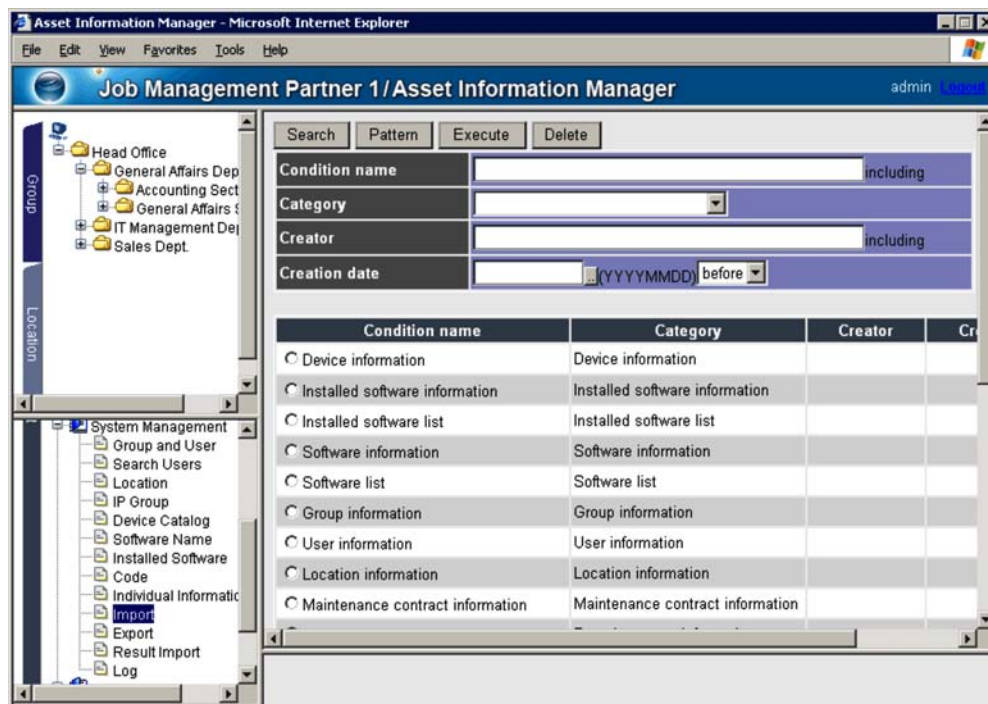 Asset Information Manager - Microsoft Internet Explorer
File Edit View Favorites Tools Help
Job Management Partner 1/Asset Information Manager
admin Logout
Group
Location
Head Office
General Affairs Dep
Accounting Sect
General Affairs S
IT Management Dep
Sales Dept.
System Management
Group and User
Search Users
Location
IP Group
Device Catalog
Software Name
Installed Software
Code
Individual Informatic
Import
Export
Result Import
Log
Search Pattern Execute Delete
Condition name including
Category
Creator including
Creation date .. (YYYYMMDD) before
Condition name Category Creator Cre
Device information Device information
Installed software information Installed software information
Installed software list Installed software list
Software information Software information
Software list Software list
Group information Group information
User information User information
Location information Location information
Maintenance contract information Maintenance contract information